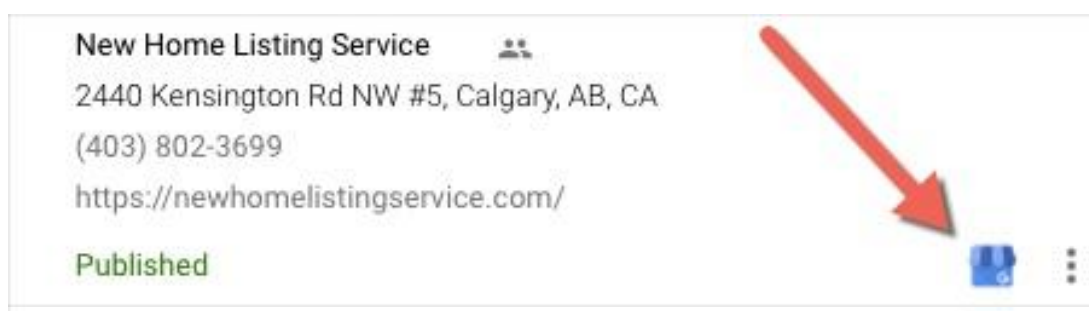 New Home Listing Service
2440 Kensington Rd NW #5, Calgary, AB, CA
(403) 802-3699
https://newhomelistingservice.com/
Published